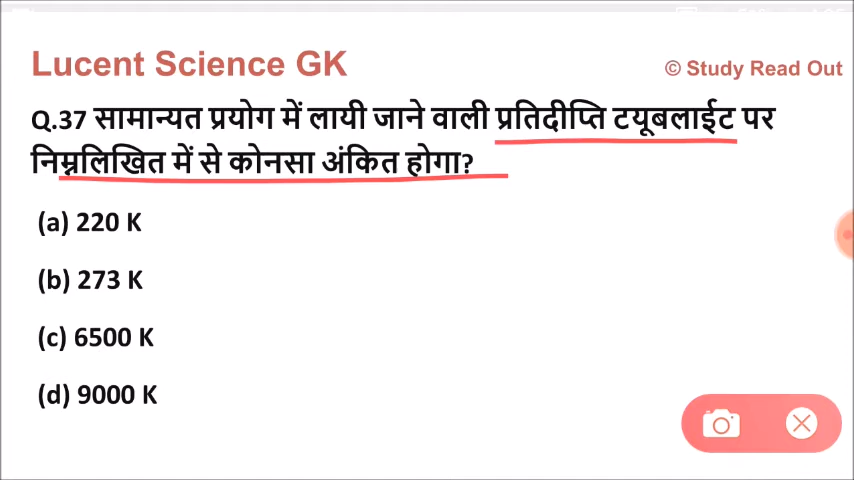 Lucent Science GK
© Study Read Out
Q.37 सामान्यत प्रयोग में लायी जाने वाली प्रतिदीप्ति टयूबलाईट पर
निम्नलिखित में से कोनसा अंकित होगा?
(a) 220 K
(b) 273 K
(c) 6500 K
(d) 9000 K